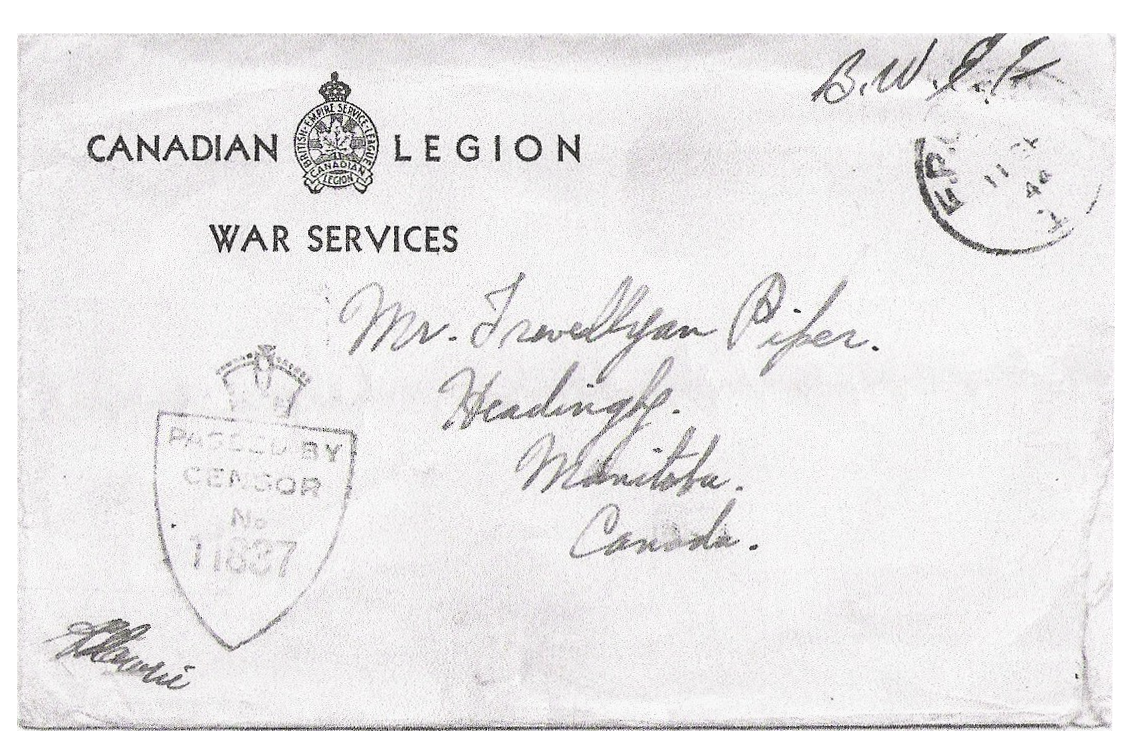 B.W.
CANADIAN LEGION
BRITISH·EMPIRE SERVICE·LEAGUE
CANADIAN
LEGION
WAR SERVICES
11
Mr. Trevellyan Piper.
Headingly.
Manitoba.
Canada.
PASSED BY
CENSOR
No
11837